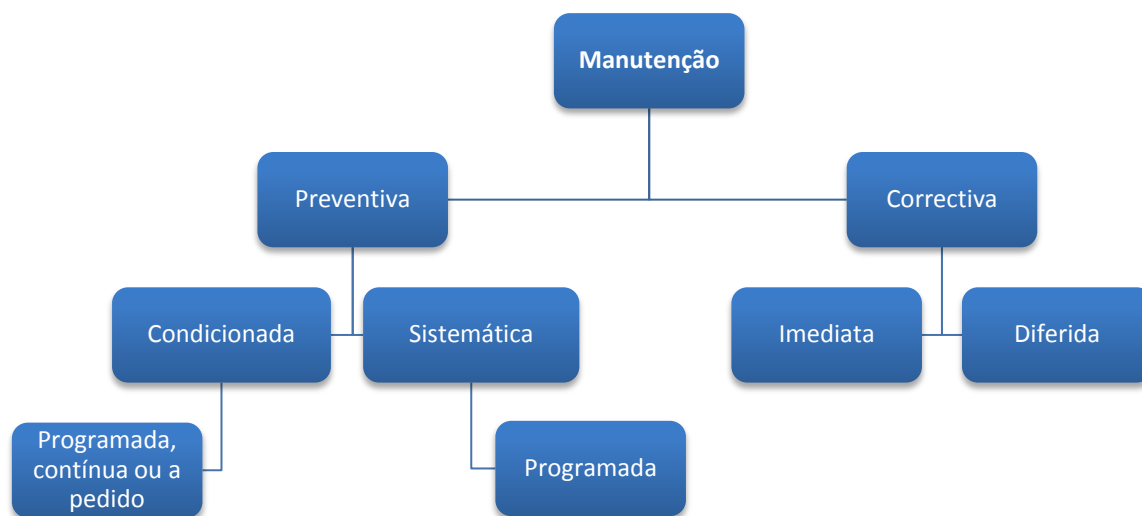 Manutenção
Preventiva
Correctiva
Condicionada
Sistemática
Imediata
Diferida
Programada,
contínua ou a
pedido
Programada